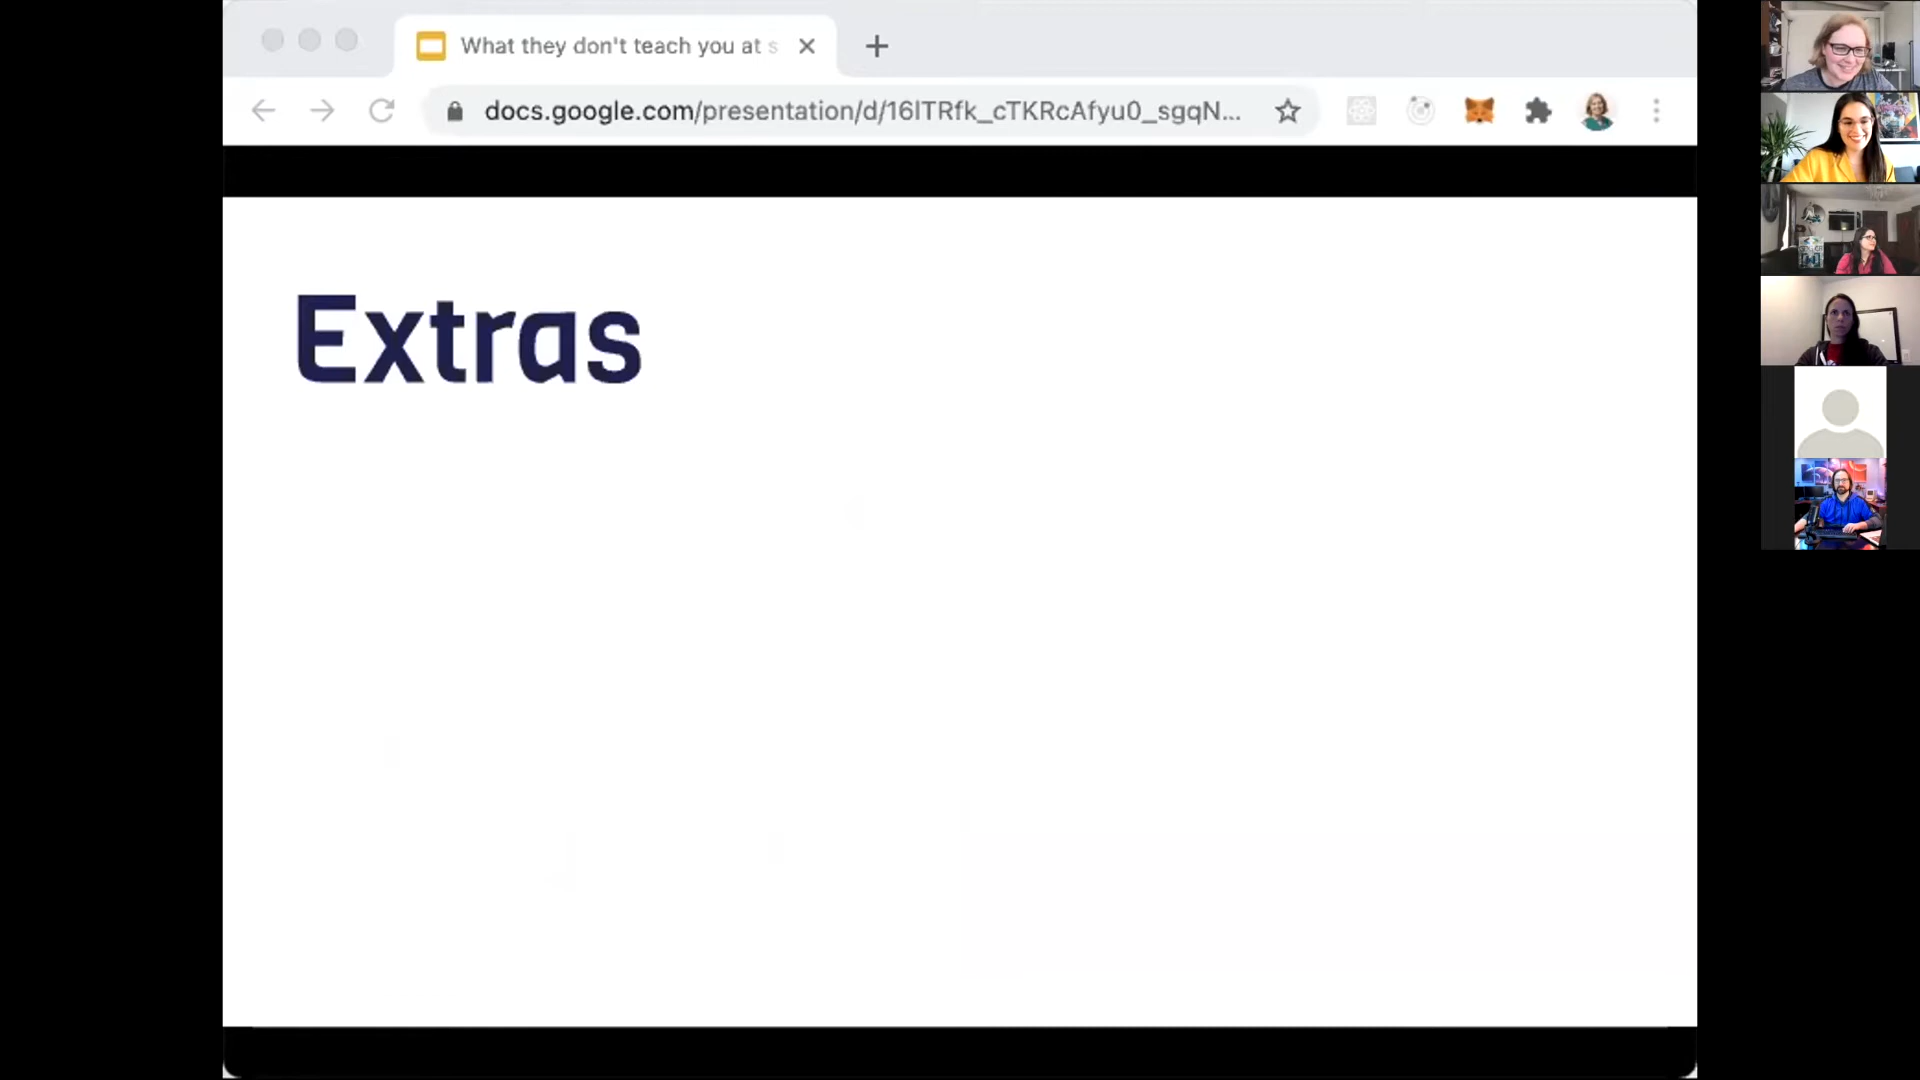 What they don't teach you at s
docs.google.com/presentation/d/16lTRfk_cTKRcAfyu0_sgqN...
Extras